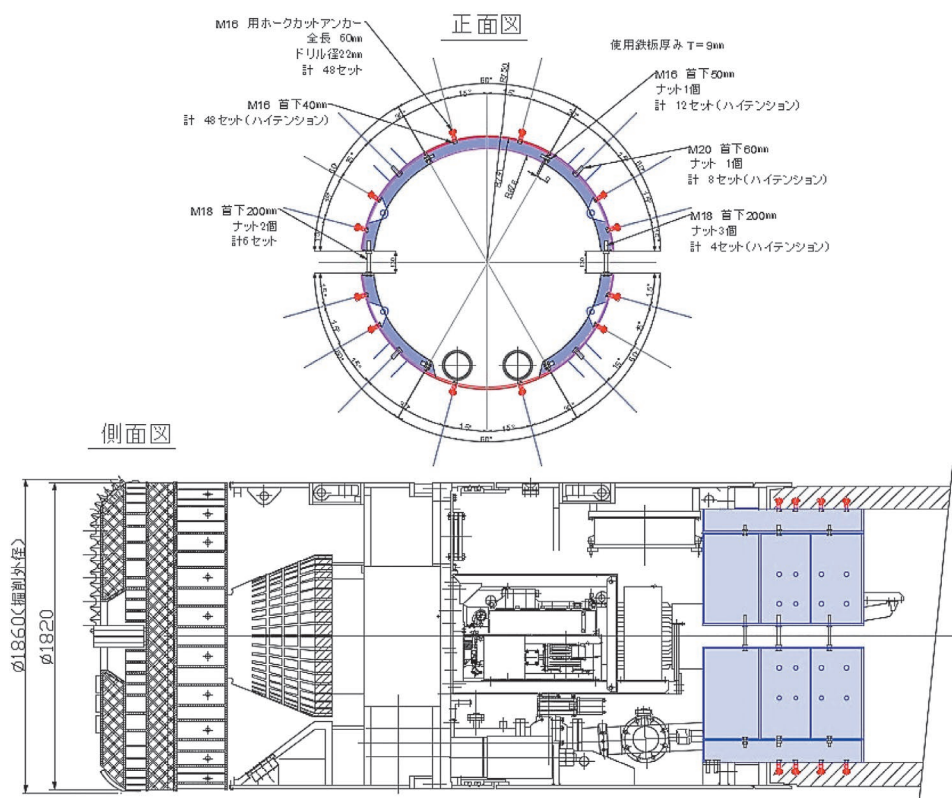 正面図
M16 用ホークカットアンカー
全長 60mm
ドリル径22mm
計 48セット
使用鉄板厚み T=9mm
M16 首下50mm
ナット1個
計 12セット(ハイテンション)
M16 首下40mm
計 48セット(ハイテンション)
M20 首下60mm
ナット 1個
計 8セット(ハイテンション)
M18 首下200mm
ナット2個
計6セット
M18 首下200mm
ナット3個
計 4セット(ハイテンション)
60°
15°
15°
60°
側面図
Ø1860(掘削外径)
Ø1820